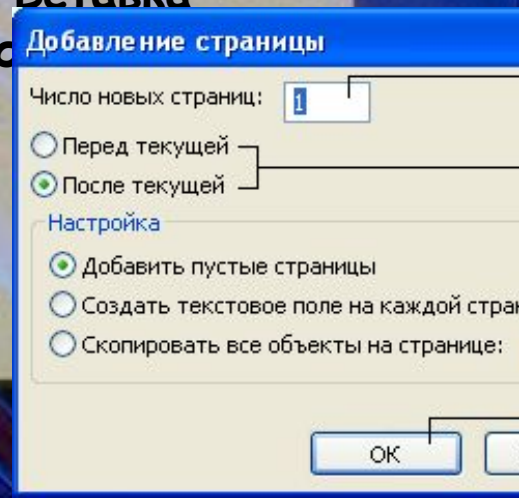 Вставка
Добавление страницы
Число новых страниц: 1
Перед текущей
После текущей
Настройка
Добавить пустые страницы
Создать текстовое поле на каждой
Скопировать все объекты на странице:
ОК